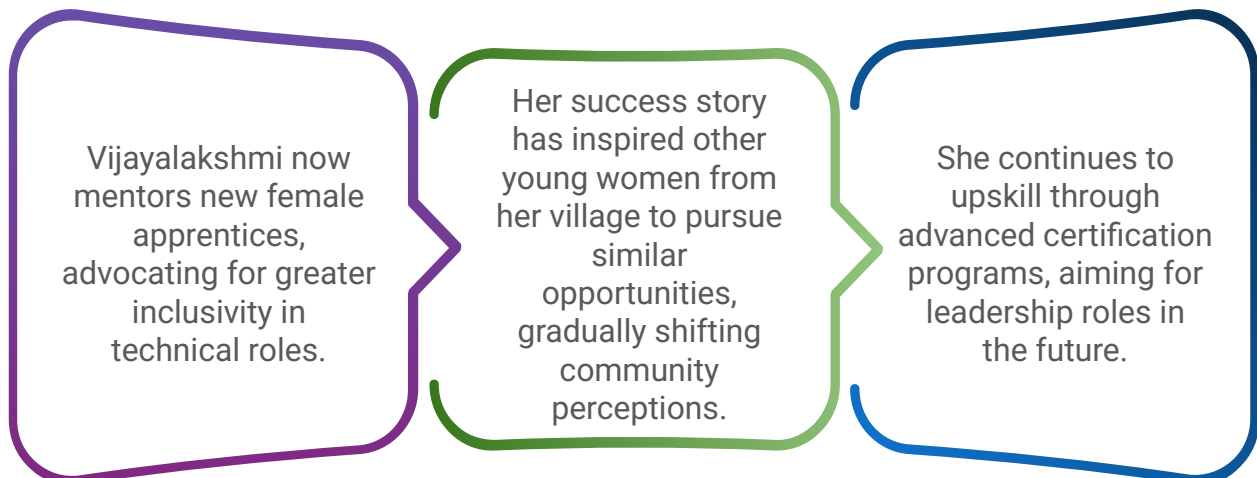 Vijayalakshmi now
mentors new female
apprentices,
advocating for greater
inclusivity in
technical roles.
Her success story
has inspired other
young women from
her village to pursue
similar
opportunities,
gradually shifting
community
perceptions.
She continues to
upskill through
advanced certification
programs, aiming for
leadership roles in
the future.